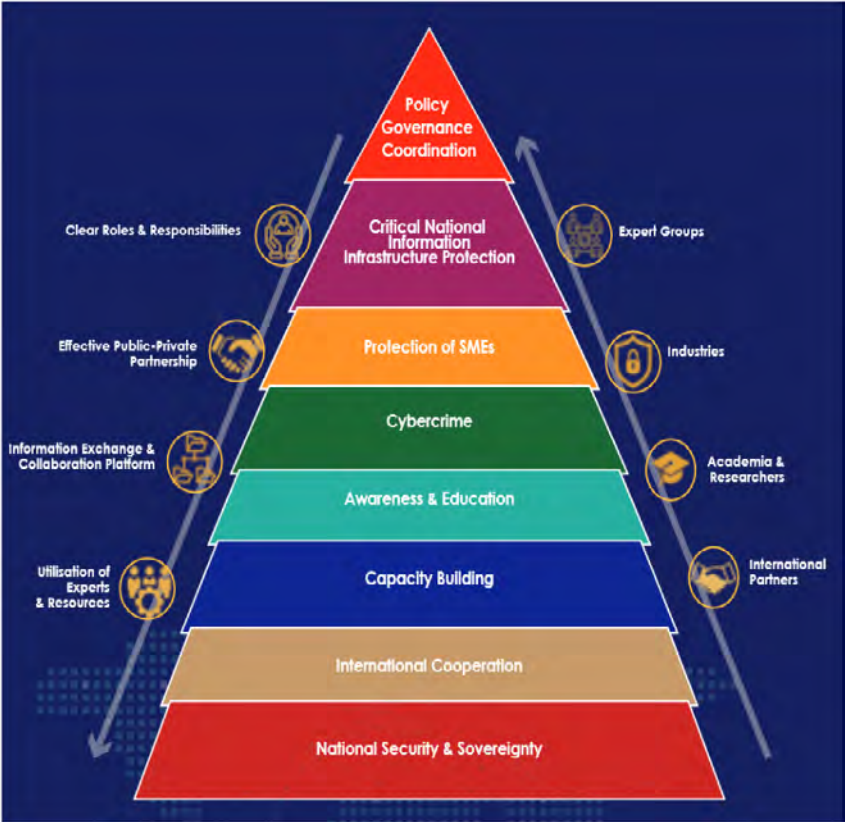 Policy
Governance
Coordination
Clear Roles & Responsibilities
Critical National
Information
Infrastructure Protection
Expert Groups
Effective Public-Private
Partnership
Protection of SMEs
Industries
Cybercrime
Information Exchange &
Collaboration Platform
Academia &
Researchers
Awareness & Education
Utilisation of
Experts
& Resources
Capacity Building
International
Partners
International Cooperation
National Security & Sovereignty